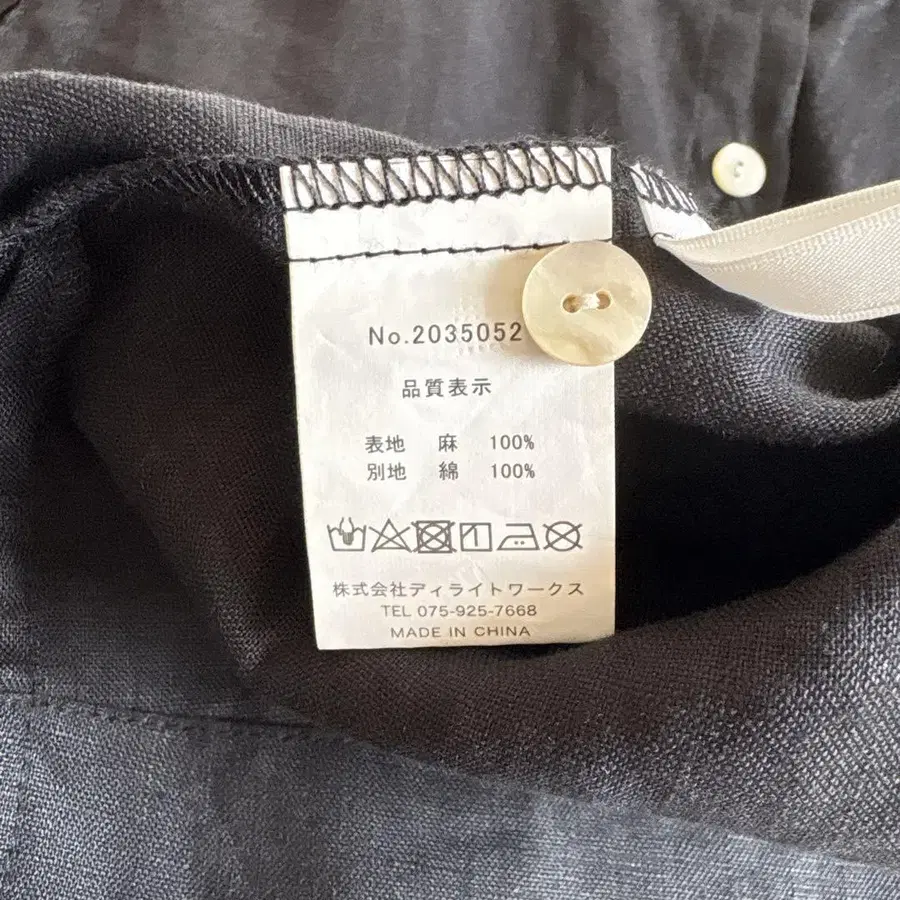 No.2035052
品質表示
表地 麻 100%
別地 綿 100%
株式会社ディライトワークス
TEL 075-925-7668
MADE IN CHINA